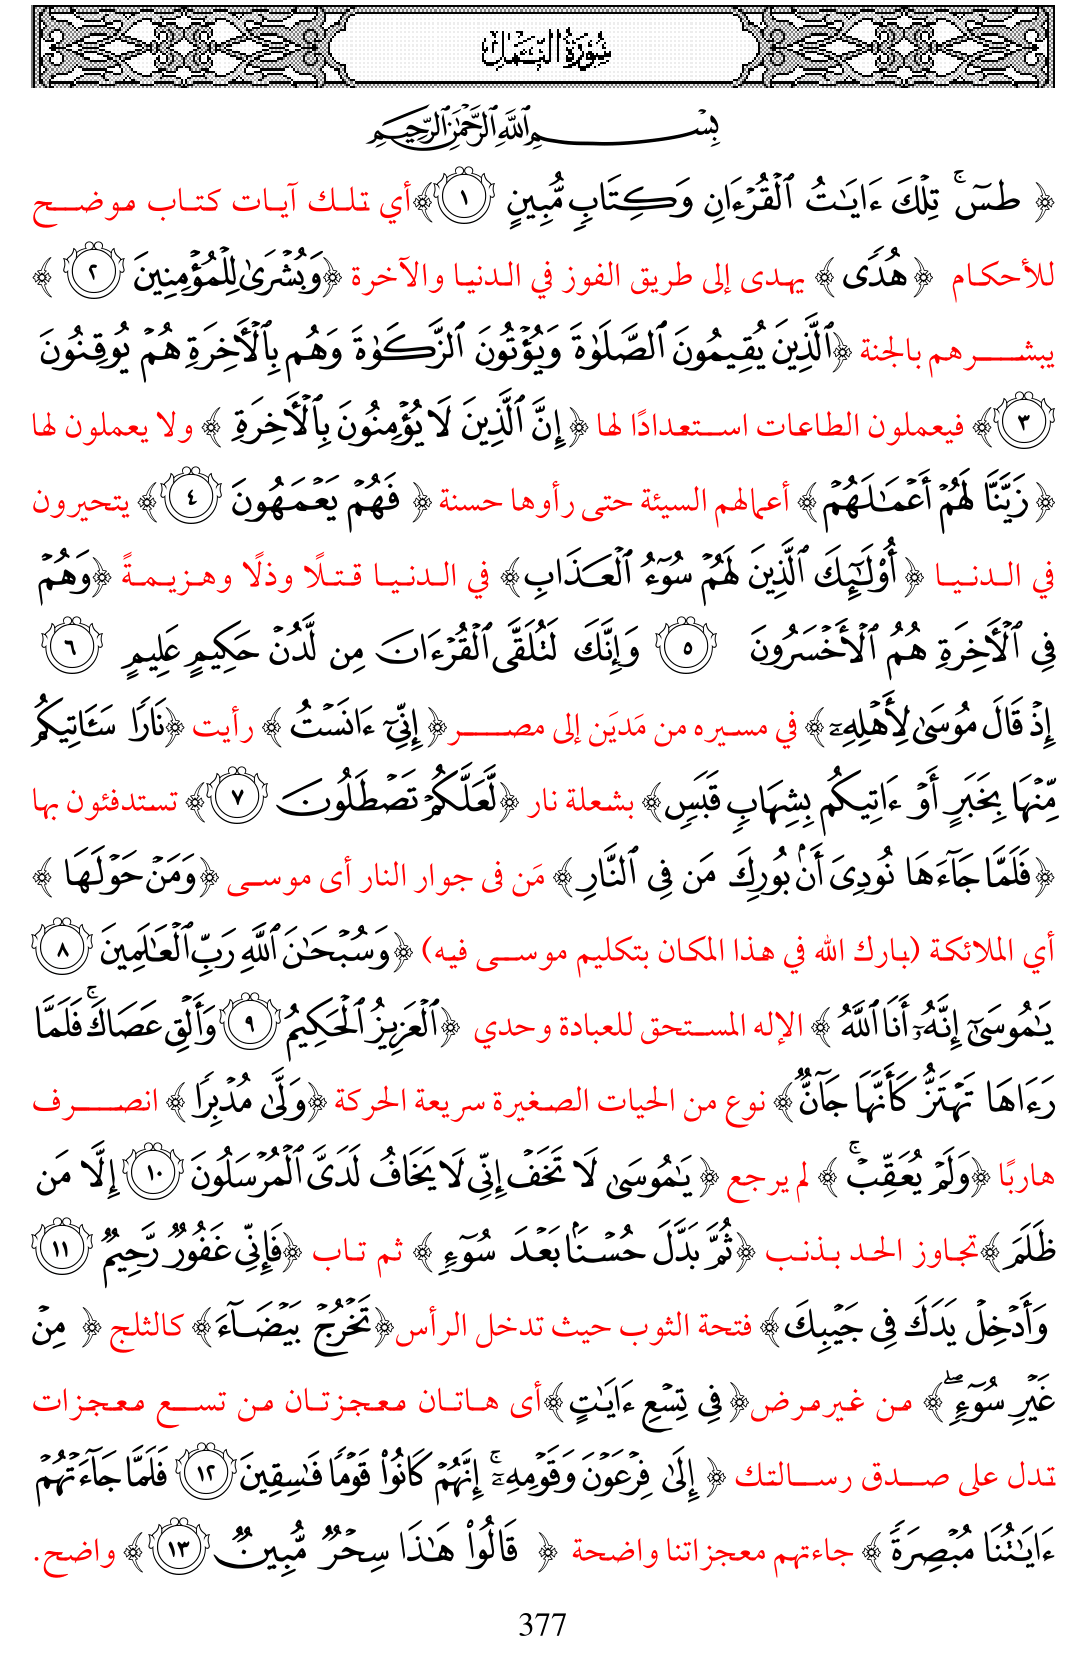 سُورَةُ النَّمْلِ
بِسْمِ ٱللَّهِ ٱلرَّحْمَٰنِ ٱلرَّحِيمِ
﴿ طسٓ ۚ تِلْكَ ءَايَٰتُ ٱلْقُرْءَانِ وَكِتَابٍ مُّبِينٍ ١ ﴾أي تلك آيات كتاب موضح
للأحكام ﴿ هُدًى ﴾ يهدى إلى طريق الفوز في الدنيا والآخرة ﴿وَبُشْرَىٰ لِلْمُؤْمِنِينَ ٢ ﴾
يبشرهم بالجنة ﴿ٱلَّذِينَ يُقِيمُونَ ٱلصَّلَوٰةَ وَيُؤْتُونَ ٱلزَّكَوٰةَ وَهُم بِٱلْأَخِرَةِ هُمْ يُوقِنُونَ
٣ ﴾ فيعملون الطاعات استعدادًا لها ﴿ إِنَّ ٱلَّذِينَ لَا يُؤْمِنُونَ بِٱلْأَخِرَةِ ﴾ ولا يعملون لها
﴿ زَيَّنَّا لَهُمْ أَعْمَٰلَهُمْ ﴾ أعمالهم السيئة حتى رأوها حسنة ﴿ فَهُمْ يَعْمَهُونَ ٤ ﴾ يتحيرون
في الدنيا ﴿ أُوْلَٰٓئِكَ ٱلَّذِينَ لَهُمْ سُوٓءُ ٱلْعَذَابِ ﴾ في الدنيا قتلًا وذلًا وهزيمةً ﴿وَهُمْ
فِى ٱلْأَخِرَةِ هُمُ ٱلْأَخْسَرُونَ ٥ وَإِنَّكَ لَتُلَقَّى ٱلْقُرْءَانَ مِن لَّدُنْ حَكِيمٍ عَلِيمٍ ٦
إِذْ قَالَ مُوسَىٰ لِأَهْلِهِۦٓ ﴾ في مسيره من مَديَن إلى مصر ﴿ إِنِّىٓ ءَانَسْتُ ﴾ رأيت ﴿نَارًا سَـَٔاتِيكُم
مِّنْهَا بِخَبَرٍ أَوْ ءَاتِيكُم بِشِهَابٍ قَبَسٍ ﴾ بشعلة نار ﴿لَّعَلَّكُمْ تَصْطَلُونَ ٧ ﴾ تستدفئون بها
﴿فَلَمَّا جَآءَهَا نُودِىَ أَنۢ بُورِكَ مَن فِى ٱلنَّارِ ﴾ مَن فى جوار النار أى موسى ﴿وَمَنْ حَوْلَهَا ﴾
أي الملائكة (بارك الله في هذا المكان بتكليم موسى فيه) ﴿وَسُبْحَٰنَ ٱللَّهِ رَبِّ ٱلْعَٰلَمِينَ ٨
يَٰمُوسَىٰٓ إِنَّهُۥٓ أَنَا ٱللَّهُ ﴾ الإله المستحق للعبادة وحدي ﴿ٱلْعَزِيزُ ٱلْحَكِيمُ ٩ وَأَلْقِ عَصَاكَ ۚ فَلَمَّا
رَءَاهَا تَهْتَزُّ كَأَنَّهَا جَآنٌّ ﴾ نوع من الحيات الصغيرة سريعة الحركة ﴿وَلَّىٰ مُدْبِرًا ﴾ انصرف
هاربًا ﴿وَلَمْ يُعَقِّبْ ۚ ﴾ لم يرجع ﴿ يَٰمُوسَىٰ لَا تَخَفْ إِنِّى لَا يَخَافُ لَدَىَّ ٱلْمُرْسَلُونَ ١٠ إِلَّا مَن
ظَلَمَ ﴾تجاوز الحد بذنب ﴿ثُمَّ بَدَّلَ حُسْنًۢا بَعْدَ سُوٓءٍ ﴾ ثم تاب ﴿فَإِنِّى غَفُورٌ رَّحِيمٌ ١١
وَأَدْخِلْ يَدَكَ فِى جَيْبِكَ ﴾ فتحة الثوب حيث تدخل الرأس﴿تَخْرُجْ بَيْضَآءَ ﴾ كالثلج ﴿ مِنْ
غَيْرِ سُوٓءٍ ۖ ﴾ من غيرمرض﴿ فِى تِسْعِ ءَايَٰتٍ ﴾أى هاتان معجزتان من تسع معجزات
تدل على صدق رسالتك ﴿ إِلَىٰ فِرْعَوْنَ وَقَوْمِهِۦٓ ۚ إِنَّهُمْ كَانُوا۟ قَوْمًا فَٰسِقِينَ ١٢ فَلَمَّا جَآءَتْهُمْ
ءَايَٰتُنَا مُبْصِرَةً ﴾ جاءتهم معجزاتنا واضحة ﴿ قَالُوا۟ هَٰذَا سِحْرٌ مُّبِينٌ ١٣ ﴾ واضح.
377